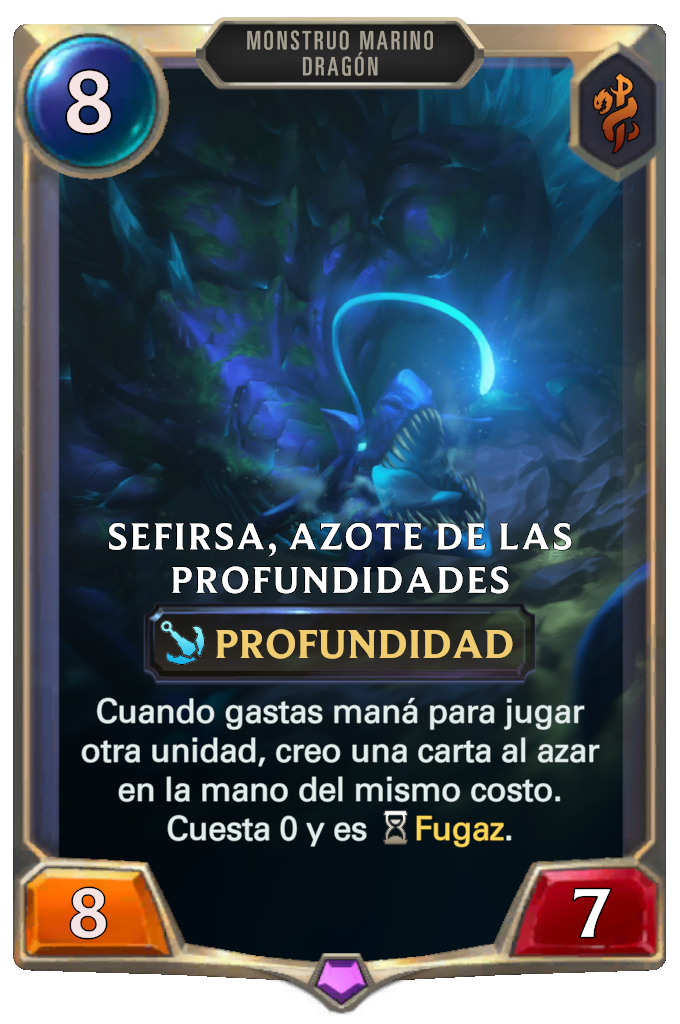 MONSTRUO MARINO
DRAGÓN
8
SEFIRSA, AZOTE DE LAS
PROFUNDIDADES
PROFUNDIDAD
Cuando gastas maná para jugar
otra unidad, creo una carta al azar
en la mano del mismo costo.
Cuesta 0 y es Fugaz.
8
7